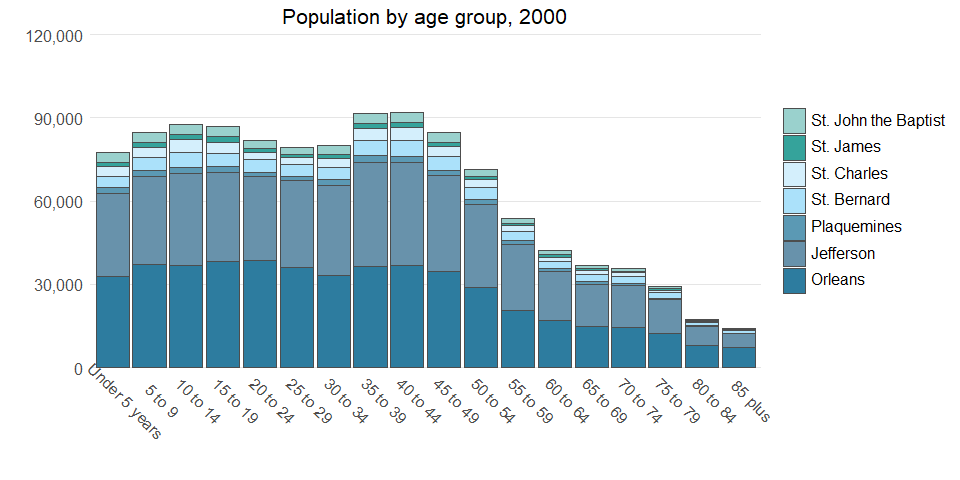 Population by age group, 2000
120,000
90,000
60,000
30,000
0
St. John the Baptist
St. James
St. Charles
St. Bernard
Plaquemines
Jefferson
Orleans
Under 5 years
5 to 9
10 to 14
15 to 19
20 to 24
25 to 29
30 to 34
35 to 39
40 to 44
45 to 49
50 to 54
55 to 59
60 to 64
65 to 69
70 to 74
75 to 79
80 to 84
85 plus